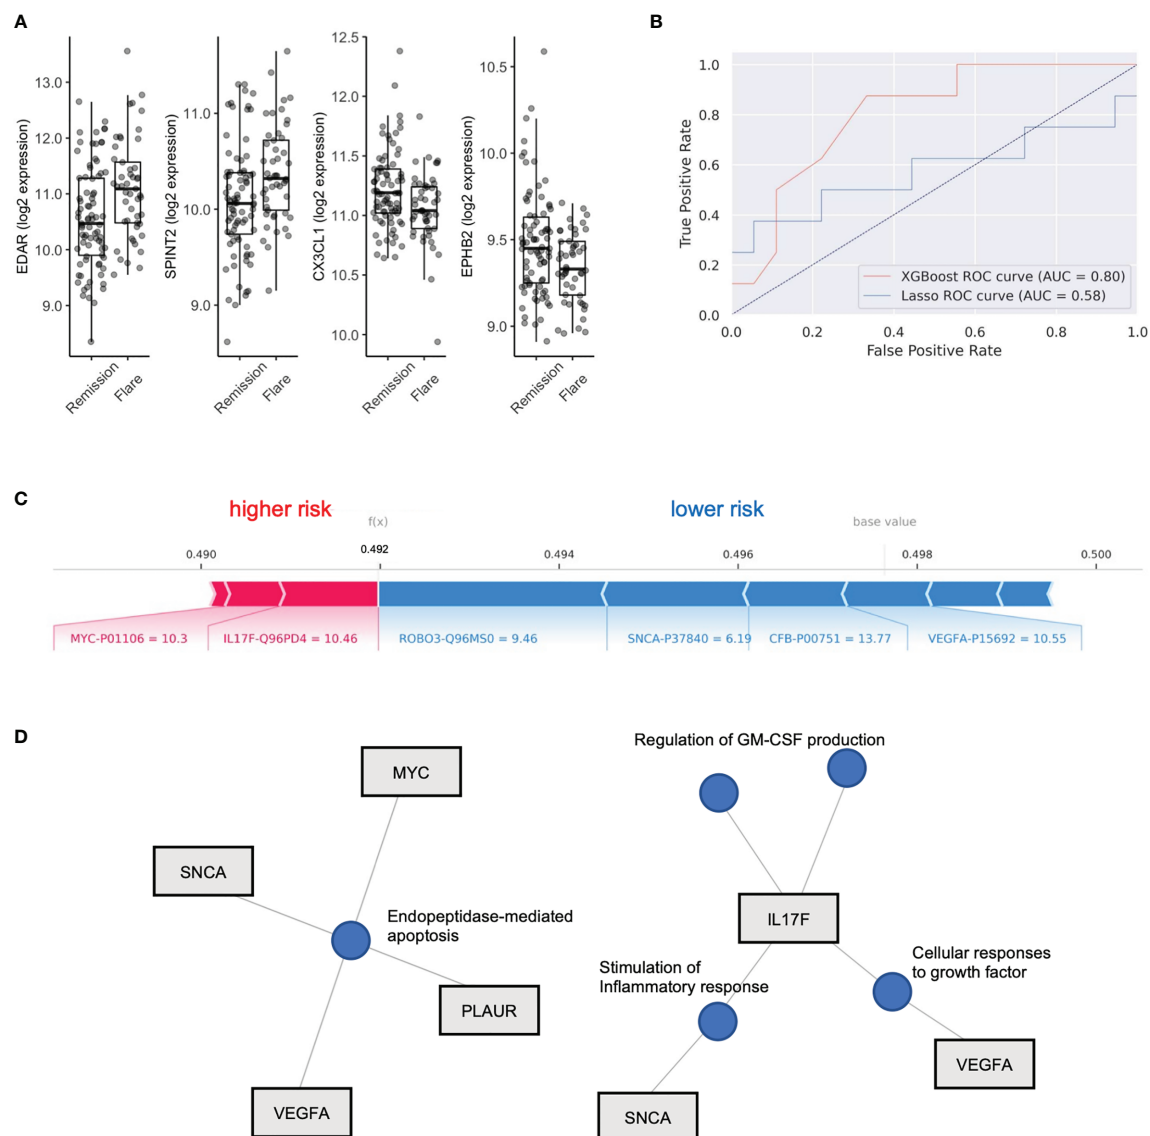 A
EDAR (log2 expression)
13.0
12.0
11.0
10.0
9.0
Remission
Flare
SPINT2 (log2 expression)
11.0
10.0
9.0
Remission
Flare
CX3CL1 (log2 expression)
12.5
12.0
11.5
11.0
10.5
10.0
Remission
Flare
EPHB2 (log2 expression)
10.5
10.0
9.5
9.0
Remission
Flare
B
True Positive Rate
1.0
0.8
0.6
0.4
0.2
0.0
XGBoost ROC curve (AUC = 0.80)
Lasso ROC curve (AUC = 0.58)
0.0 0.2 0.4 0.6 0.8 1.0
False Positive Rate
C
higher risk
lower risk
f(x)
base value
0.490 0.492 0.494 0.496 0.498 0.500
MYC-P01106 = 10.3 IL17F-Q96PD4 = 10.46 ROBO3-Q96MS0 = 9.46 SNCA-P37840 = 6.19 CFB-P00751 = 13.77 VEGFA-P15692 = 10.55
D
MYC
SNCA
Endopeptidase-mediated
apoptosis
PLAUR
VEGFA
Regulation of GM-CSF production
IL17F
Stimulation of
Inflammatory response
Cellular responses
to growth factor
VEGFA
SNCA